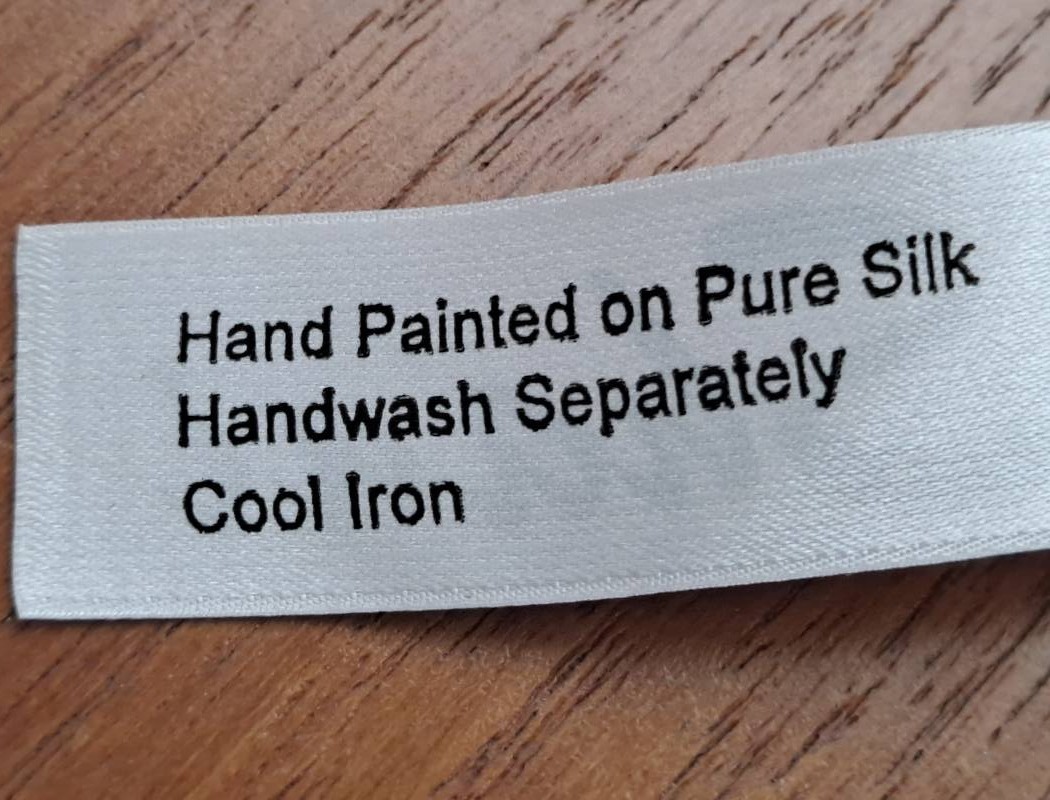 Hand Painted on Pure Silk
Handwash Separately
Cool Iron